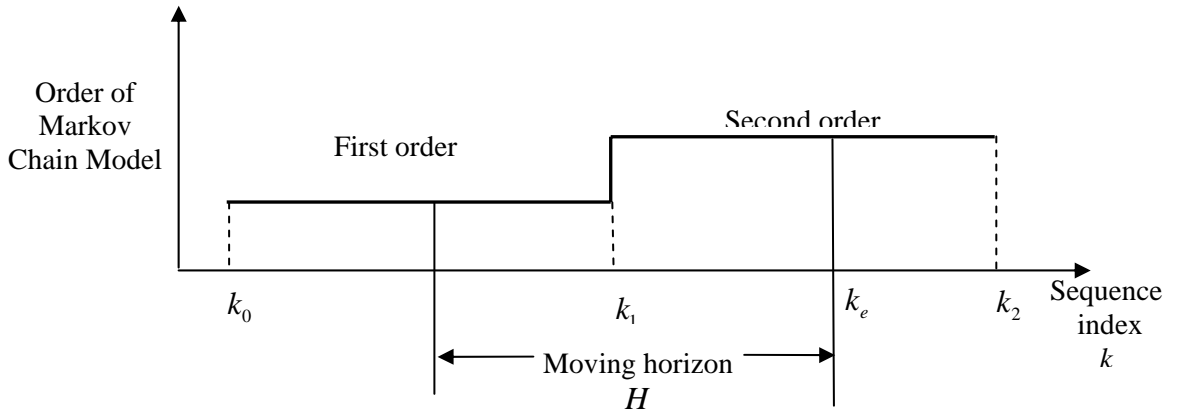 Order of
Markov
Chain Model
First order
Second order
k₀
k₁
kₑ
k₂
Sequence
index
k
Moving horizon
H